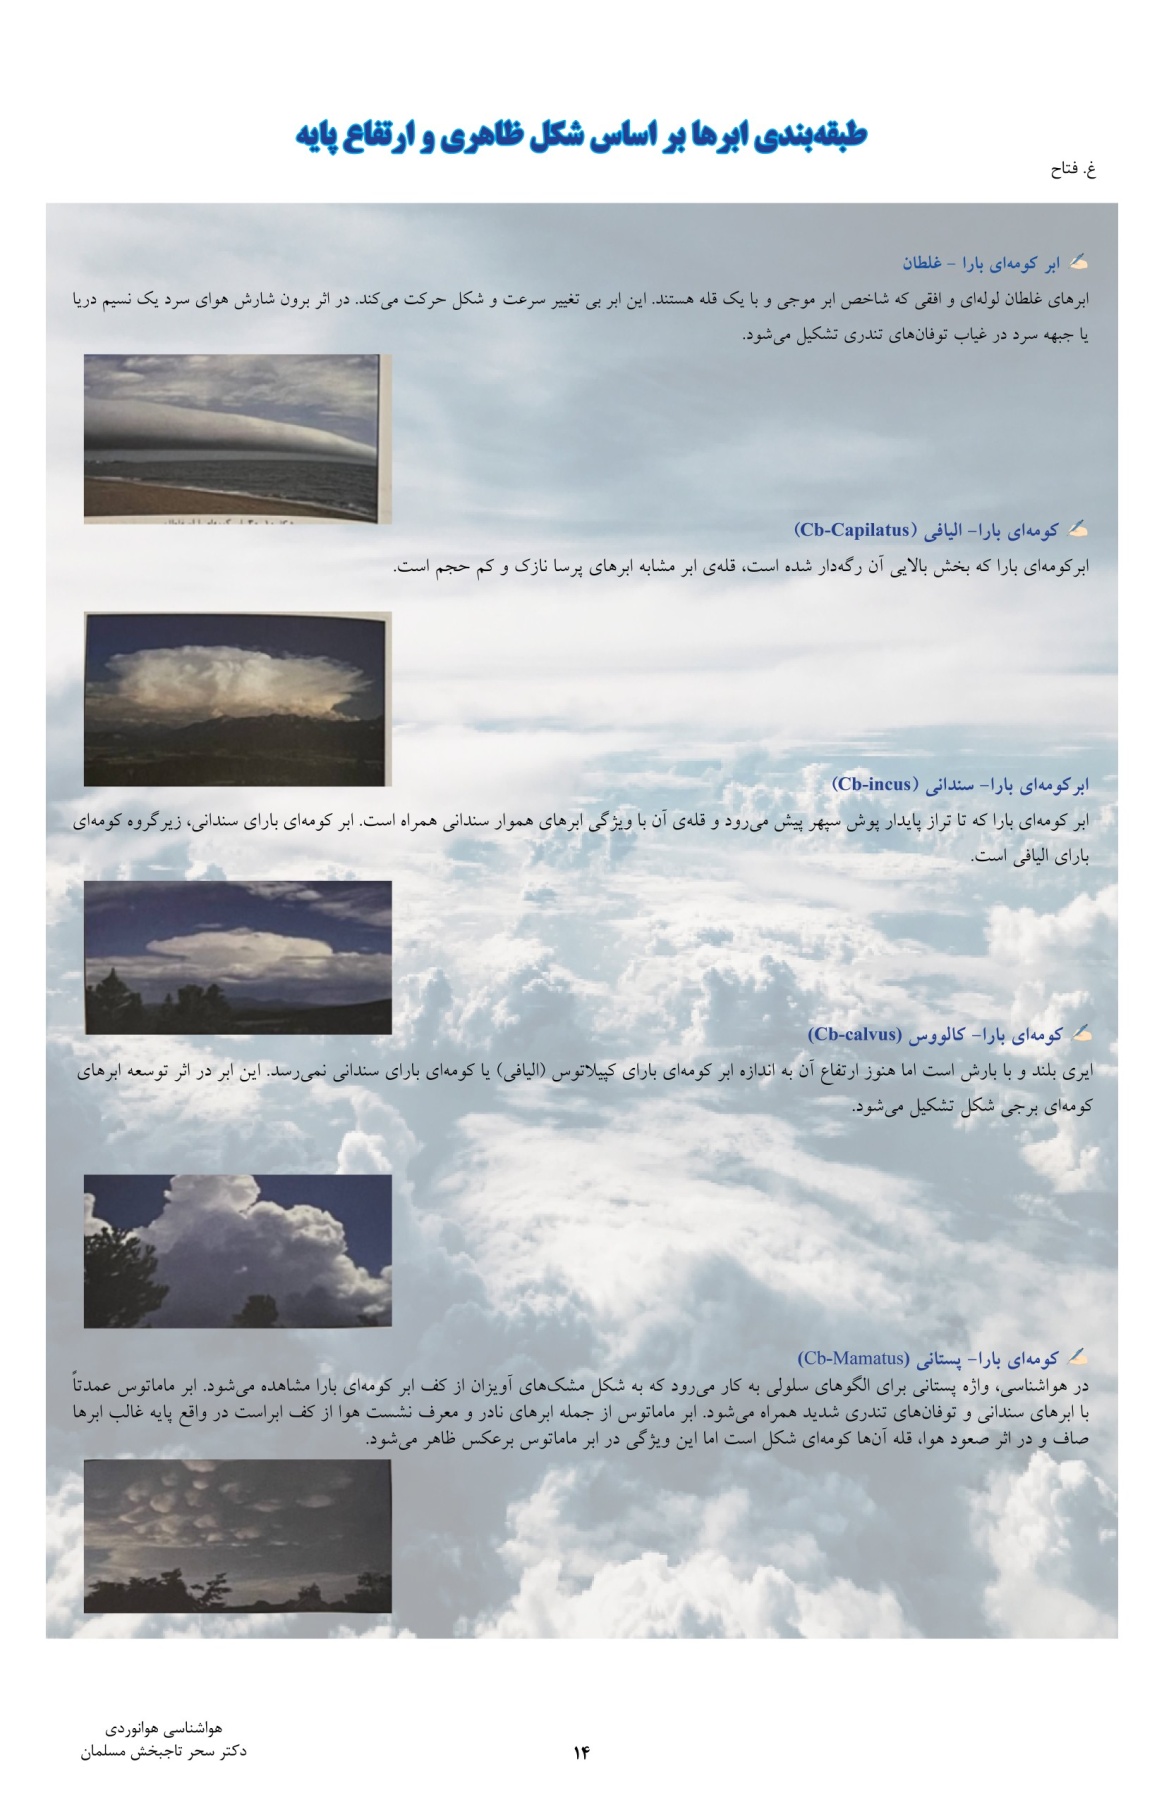 طبقه‌بندی ابرها بر اساس شکل ظاهری و ارتفاع پایه
غ. فتاح
ابر کومه‌ای بارا - غلطان
ابرهای غلطان لوله‌ای و افقی که شاخص ابر موجی و با یک قله هستند. این ابر بی تغییر سرعت و شکل حرکت می‌کند. در اثر برون شارش هوای سرد یک نسیم دریا
یا جبهه سرد در غیاب توفان‌های تندری تشکیل می‌شود.
کومه‌ای بارا- الیافی (Cb-Capilatus)
ابرکومه‌ای بارا که بخش بالایی آن رگه‌دار شده است، قله‌ی ابر مشابه ابرهای پرسا نازک و کم حجم است.
ابرکومه‌ای بارا- سندانی (Cb-incus)
ابر کومه‌ای بارا که تا تراز پایدار پوش سپهر پیش می‌رود و قله‌ی آن با ویژگی ابرهای هموار سندانی همراه است. ابر کومه‌ای بارای سندانی، زیرگروه کومه‌ای
بارای الیافی است.
کومه‌ای بارا- کالووس (Cb-calvus)
ایری بلند و با بارش است اما هنوز ارتفاع آن به اندازه ابر کومه‌ای بارای کپیلاتوس (الیافی) یا کومه‌ای بارای سندانی نمی‌رسد. این ابر در اثر توسعه ابرهای
کومه‌ای برجی شکل تشکیل می‌شود.
کومه‌ای بارا- پستانی (Cb-Mamatus)
در هواشناسی، واژه پستانی برای الگوهای سلولی به کار می‌رود که به شکل مشک‌های آویزان از کف ابر کومه‌ای بارا مشاهده می‌شود. ابر ماماتوس عمدتاً
با ابرهای سندانی و توفان‌های تندری شدید همراه می‌شود. ابر ماماتوس از جمله ابرهای نادر و معرف نشست هوا از کف ابراست در واقع پایه غالب ابرها
صاف و در اثر صعود هوا، قله آن‌ها کومه‌ای شکل است اما این ویژگی در ابر ماماتوس برعکس ظاهر می‌شود.
هواشناسی هوانوردی
دکتر سحر تاجبخش مسلمان
۱۴